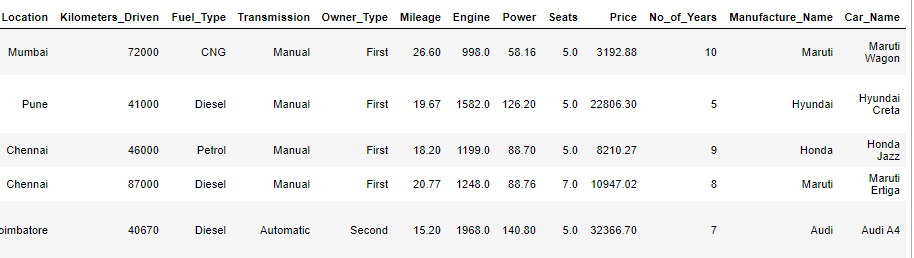 Location Kilometers_Driven Fuel_Type Transmission Owner_Type Mileage Engine Power Seats Price No_of_Years Manufacture_Name Car_Name
Mumbai 72000 CNG Manual First 26.60 998.0 58.16 5.0 3192.88 10 Maruti Maruti
Wagon
Pune 41000 Diesel Manual First 19.67 1582.0 126.20 5.0 22806.30 5 Hyundai Hyundai
Creta
Chennai 46000 Petrol Manual First 18.20 1199.0 88.70 5.0 8210.27 9 Honda Honda
Jazz
Chennai 87000 Diesel Manual First 20.77 1248.0 88.76 7.0 10947.02 8 Maruti Maruti
Ertiga
oimbatore 40670 Diesel Automatic Second 15.20 1968.0 140.80 5.0 32366.70 7 Audi Audi A4